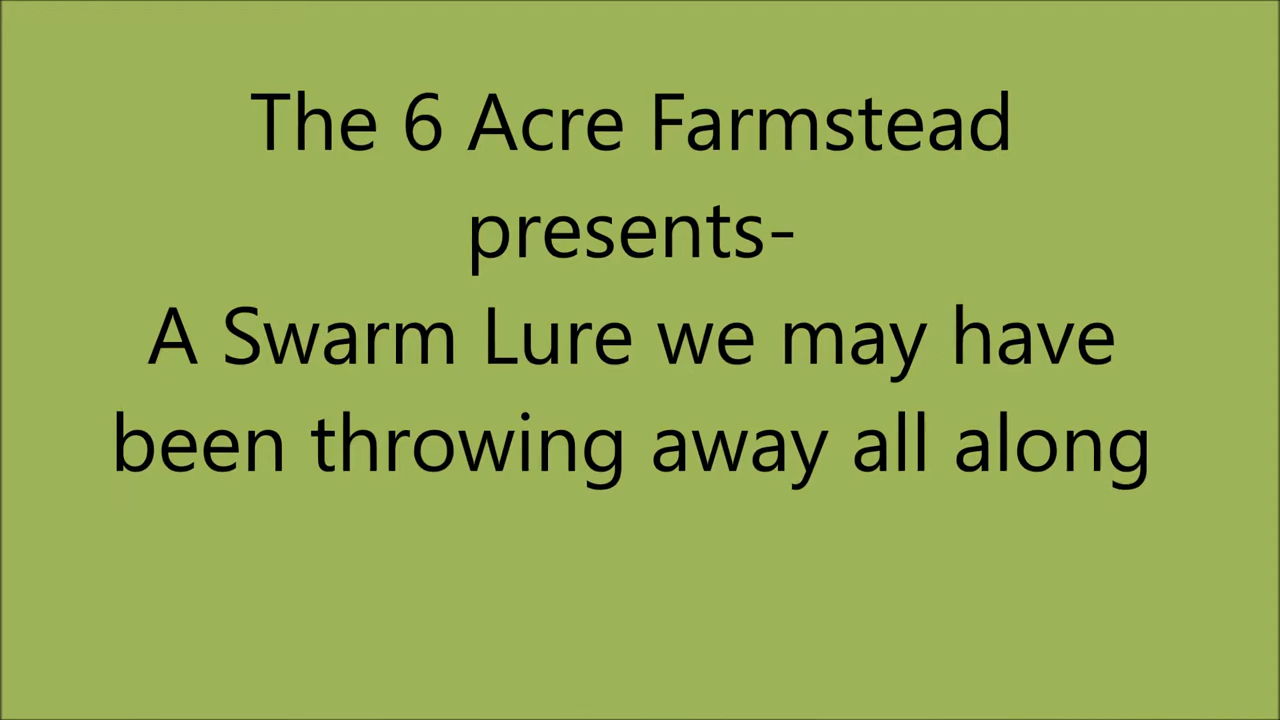 The 6 Acre Farmstead
presents-
A Swarm Lure we may have
been throwing away all along